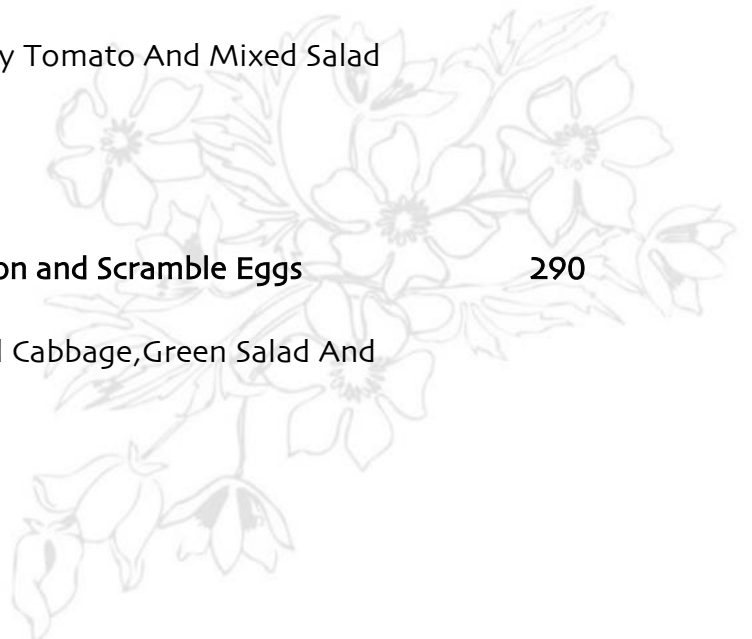 y Tomato And Mixed Salad
on and Scramble Eggs 290
l Cabbage,Green Salad And